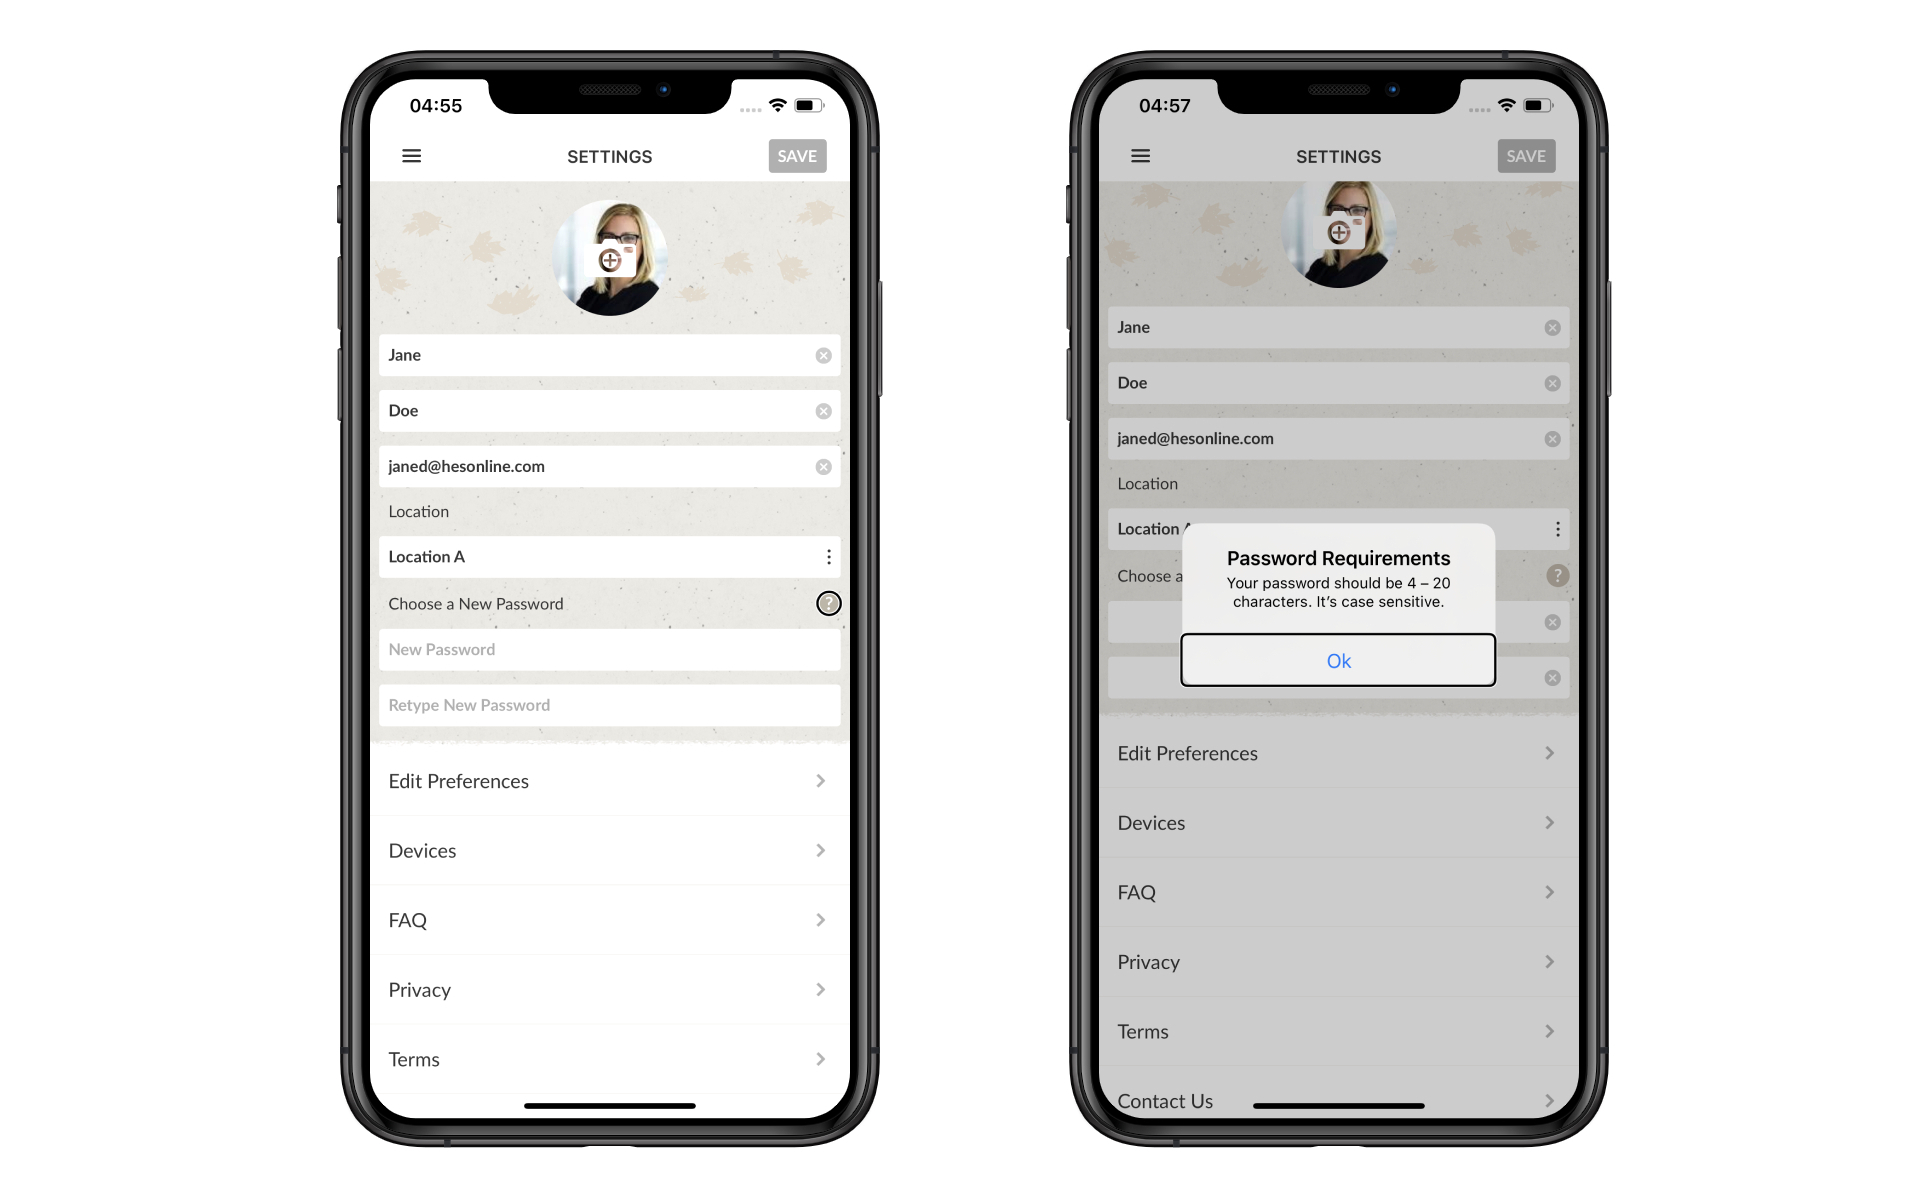 04:55
SETTINGS
SAVE
Jane
Doe
janed@hesonline.com
Location
Location A
Choose a New Password
?
New Password
Retype New Password
Edit Preferences
Devices
FAQ
Privacy
Terms
04:57
SETTINGS
SAVE
Jane
Doe
janed@hesonline.com
Location
Location A
Choose a
?
Password Requirements
Your password should be 4 – 20
characters. It's case sensitive.
Ok
Edit Preferences
Devices
FAQ
Privacy
Terms
Contact Us